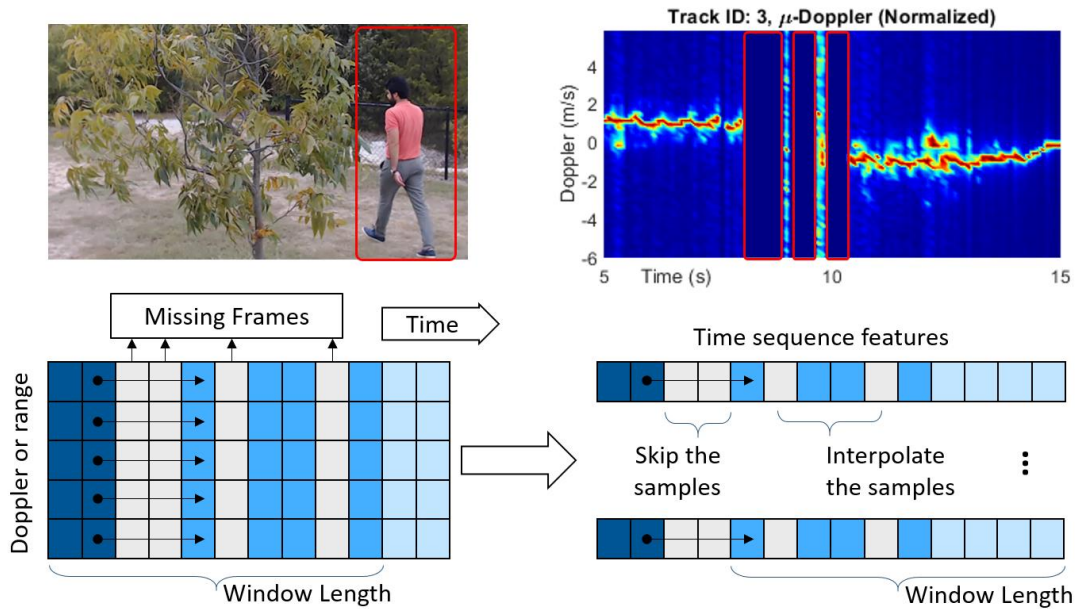 Track ID: 3, μ-Doppler (Normalized)
Doppler (m/s)
4
2
0
-2
-4
-6
5
Time (s)
10
15
Missing Frames
Time
Doppler or range
Window Length
Time sequence features
Skip the
samples
Interpolate
the samples
Window Length